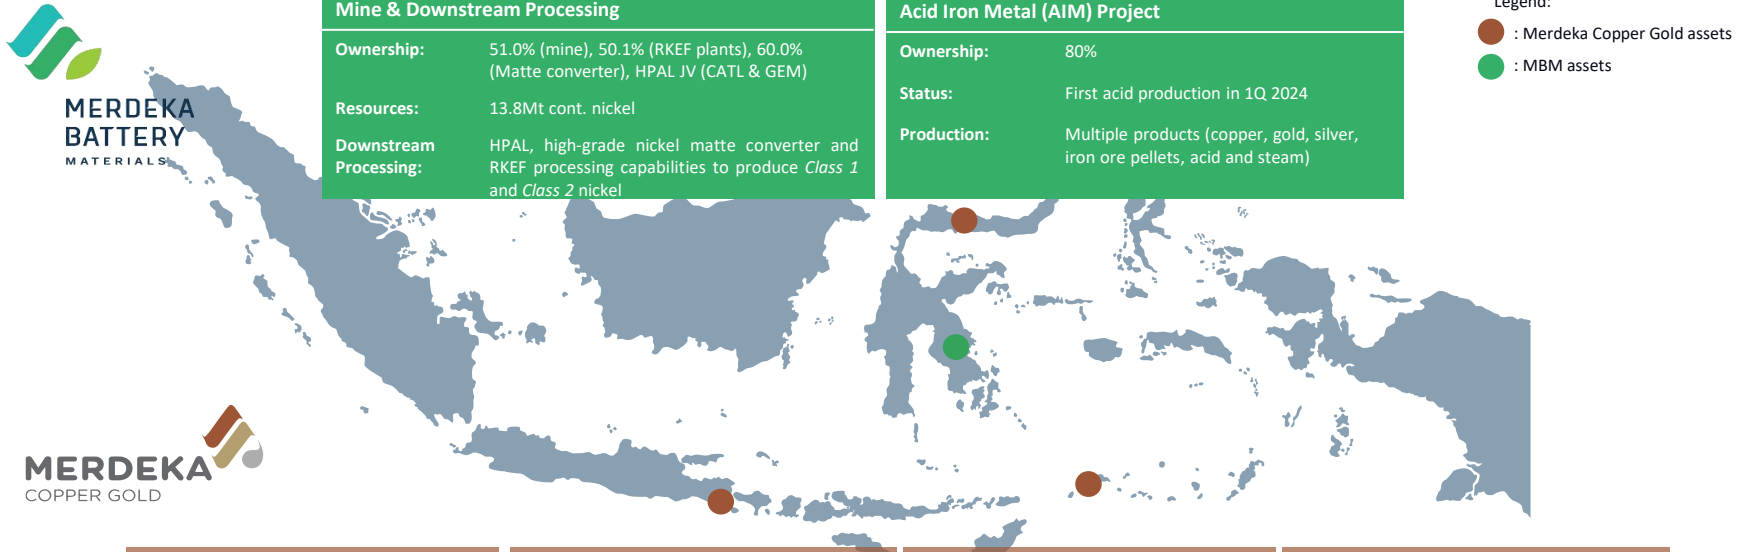 Mine & Downstream Processing
Ownership: 51.0% (mine), 50.1% (RKEF plants), 60.0%
(Matte converter), HPAL JV (CATL & GEM)
Resources: 13.8Mt cont. nickel
Downstream HPAL, high-grade nickel matte converter and
Processing: RKEF processing capabilities to produce Class 1
and Class 2 nickel
Acid Iron Metal (AIM) Project
Ownership: 80%
Status: First acid production in 1Q 2024
Production: Multiple products (copper, gold, silver,
iron ore pellets, acid and steam)
Legend:
: Merdeka Copper Gold assets
: MBM assets
MERDEKA
BATTERY
MATERIALS
MERDEKA
COPPER GOLD